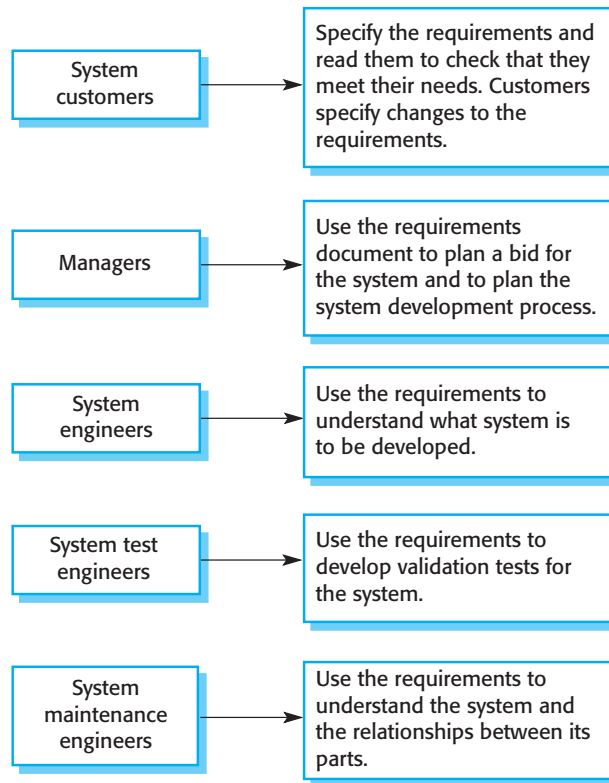 System
customers
Specify the requirements and
read them to check that they
meet their needs. Customers
specify changes to the
requirements.
Managers
Use the requirements
document to plan a bid for
the system and to plan the
system development process.
System
engineers
Use the requirements to
understand what system is
to be developed.
System test
engineers
Use the requirements to
develop validation tests for
the system.
System
maintenance
engineers
Use the requirements to
understand the system and
the relationships between its
parts.